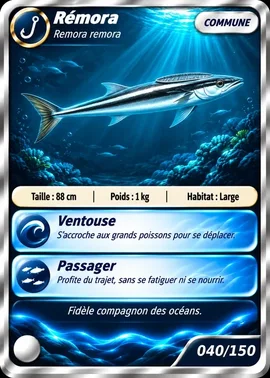 Rémora
COMMUNE
Remora remora
Taille : 88 cm
Poids : 1 kg
Habitat : Large
Ventouse
S'accroche aux grands poissons pour se déplacer.
Passager
Profite du trajet, sans se fatiguer ni se nourrir.
Fidèle compagnon des océans.
040/150